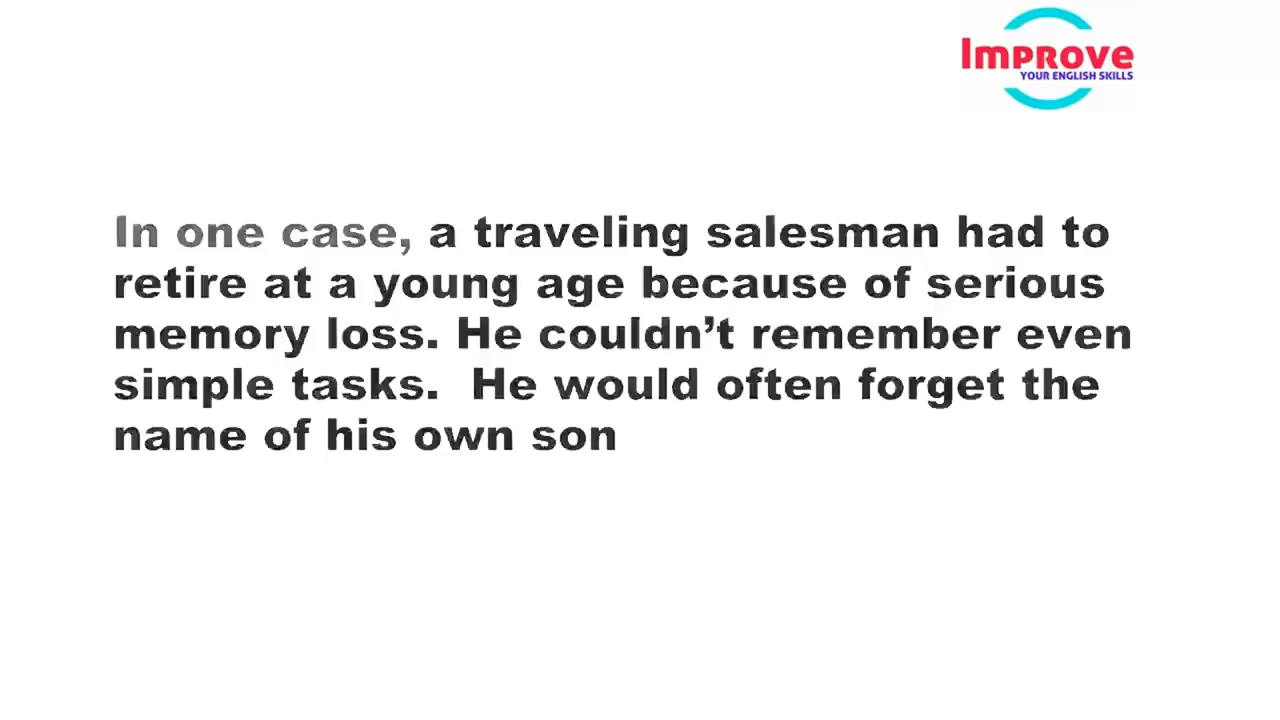 Improve
YOUR ENGLISH SKILLS
In one case, a traveling salesman had to
retire at a young age because of serious
memory loss. He couldn’t remember even
simple tasks.  He would often forget the
name of his own son